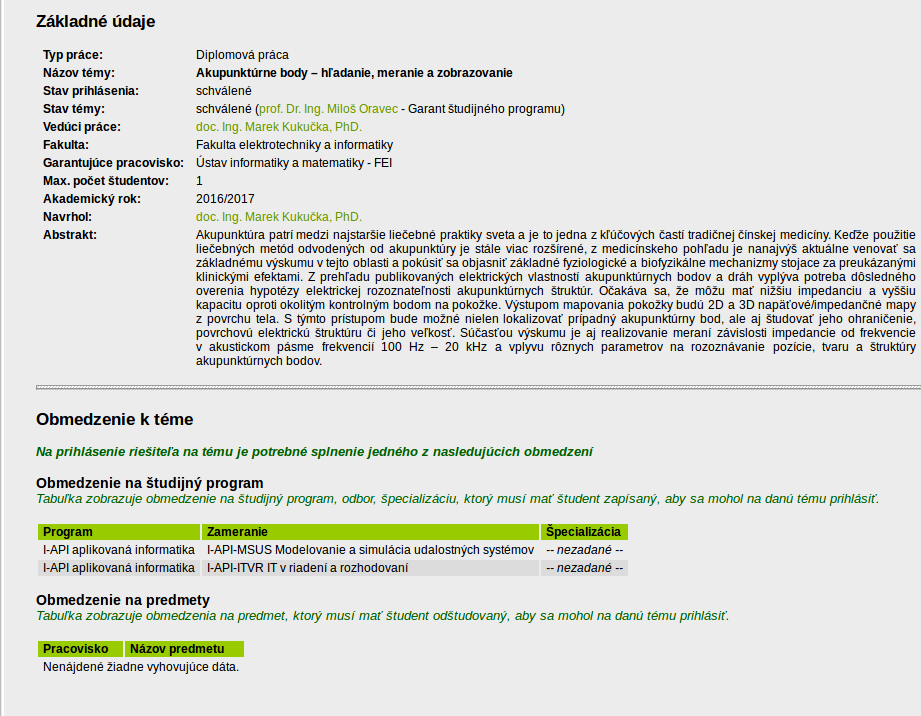 Základné údaje
Typ práce: Diplomová práca
Názov témy: Akupunktúrne body – hľadanie, meranie a zobrazovanie
Stav prihlásenia: schválené
Stav témy: schválené (prof. Dr. Ing. Miloš Oravec - Garant študijného programu)
Vedúci práce: doc. Ing. Marek Kukučka, PhD.
Fakulta: Fakulta elektrotechniky a informatiky
Garantujúce pracovisko: Ústav informatiky a matematiky - FEI
Max. počet študentov: 1
Akademický rok: 2016/2017
Navrhol: doc. Ing. Marek Kukučka, PhD.
Abstrakt: Akupunktúra patrí medzi najstaršie liečebné praktiky sveta a je to jedna z kľúčových častí tradičnej čínskej medicíny. Keďže použitie
liečebných metód odvodených od akupunktúry je stále viac rozšírené, z medicínskeho pohľadu je nanajvýš aktuálne venovať sa
základnému výskumu v tejto oblasti a pokúsiť sa objasniť základné fyziologické a biofyzikálne mechanizmy stojace za preukázanými
klinickými efektami. Z prehľadu publikovaných elektrických vlastností akupunktúrnych bodov a dráh vyplýva potreba dôsledného
overenia hypotézy elektrickej rozoznateľnosti akupunktúrnych štruktúr. Očakáva sa, že môžu mať nižšiu impedanciu a vyššiu
kapacitu oproti okolitým kontrolným bodom na pokožke. Výstupom mapovania pokožky budú 2D a 3D napäťové/impedančné mapy
z povrchu tela. S týmto prístupom bude možné nielen lokalizovať prípadný akupunktúrny bod, ale aj študovať jeho ohraničenie,
povrchovú elektrickú štruktúru či jeho veľkosť. Súčasťou výskumu je aj realizovanie meraní závislosti impedancie od frekvencie
v akustickom pásme frekvencií 100 Hz – 20 kHz a vplyvu rôznych parametrov na rozoznávanie pozície, tvaru a štruktúry
akupunktúrnych bodov.
Obmedzenie k téme
Na prihlásenie riešiteľa na tému je potrebné splnenie jedného z nasledujúcich obmedzení
Obmedzenie na študijný program
Tabuľka zobrazuje obmedzenie na študijný program, odbor, špecializáciu, ktorý musí mať študent zapísaný, aby sa mohol na danú tému prihlásiť.
Program Zameranie Špecializácia
I-API aplikovaná informatika I-API-MSUS Modelovanie a simulácia udalostných systémov -- nezadané --
I-API aplikovaná informatika I-API-ITVR IT v riadení a rozhodovaní -- nezadané --
Obmedzenie na predmety
Tabuľka zobrazuje obmedzenia na predmet, ktorý musí mať študent odštudovaný, aby sa mohol na danú tému prihlásiť.
Pracovisko Názov predmetu
Nenájdené žiadne vyhovujúce dáta.